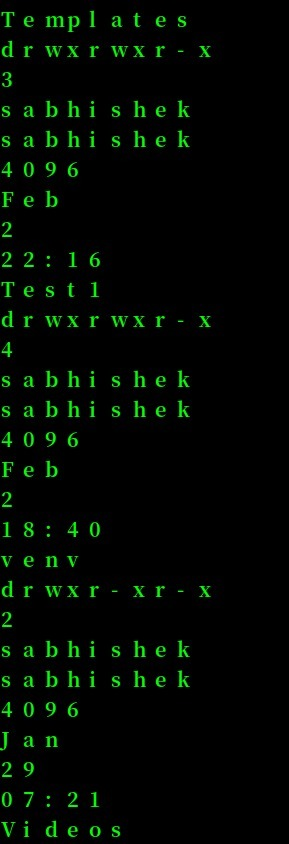 Templates
drwxrwxr-x
3
sabhishek
sabhishek
4096
Feb
2
22:16
Test1
drwxrwxr-x
4
sabhishek
sabhishek
4096
Feb
2
18:40
venv
drwxr-xr-x
2
sabhishek
sabhishek
4096
Jan
29
07:21
Videos